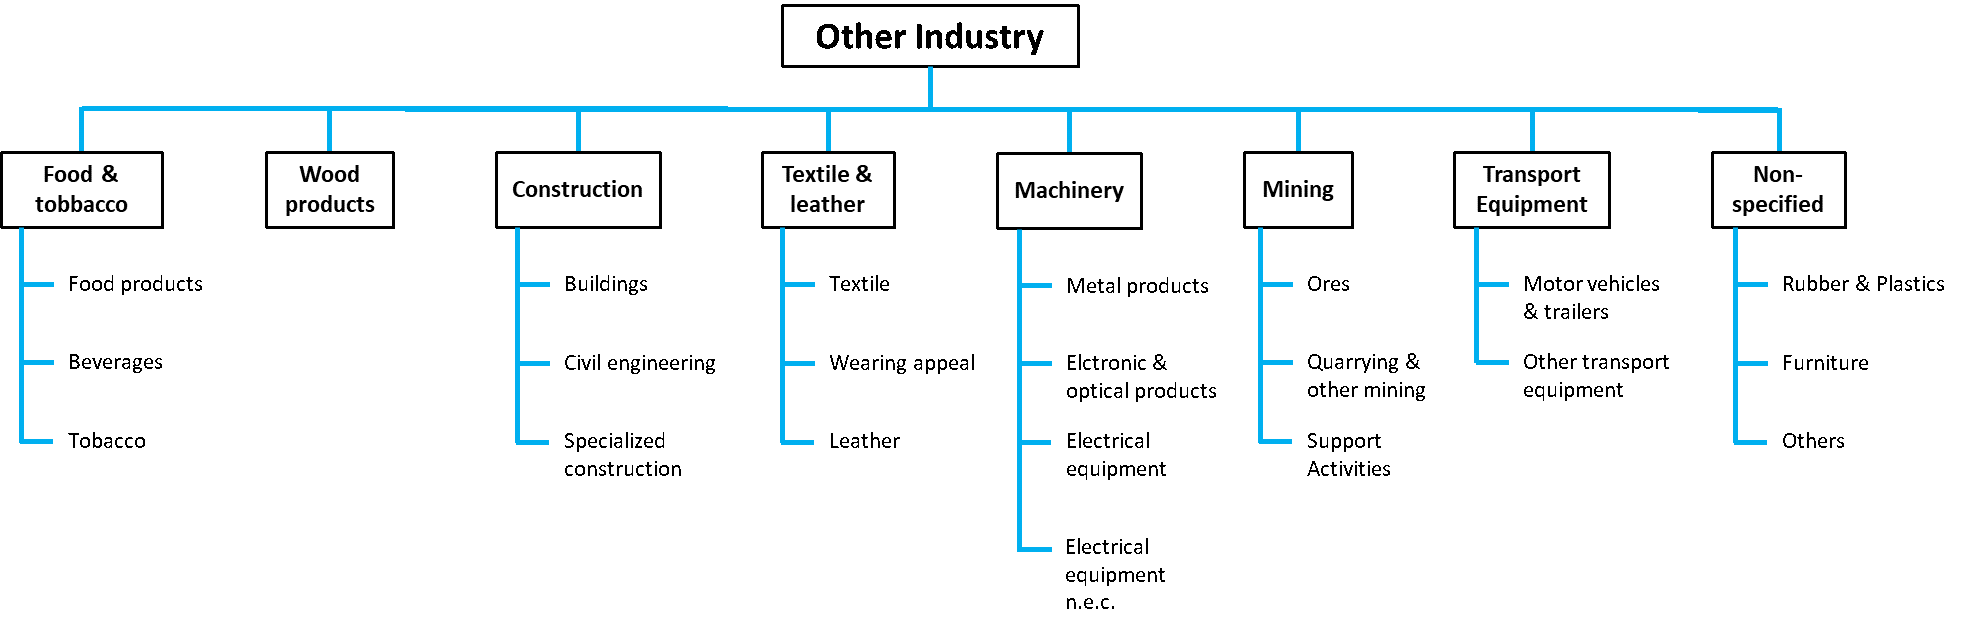 Other Industry
Food &
tobbacco
Wood
products
Construction
Textile &
leather
Machinery
Mining
Transport
Equipment
Non-
specified
Food products
Beverages
Tobacco
Buildings
Civil engineering
Specialized
construction
Textile
Wearing appeal
Leather
Metal products
Elctronic &
optical products
Electrical
equipment
Electrical
equipment
n.e.c.
Ores
Quarrying &
other mining
Support
Activities
Motor vehicles
& trailers
Other transport
equipment
Rubber & Plastics
Furniture
Others